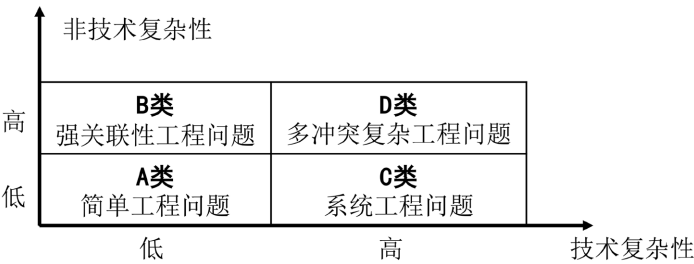 非技术复杂性
高
B类
强关联性工程问题
D类
多冲突复杂工程问题
低
A类
简单工程问题
C类
系统工程问题
低
高
技术复杂性